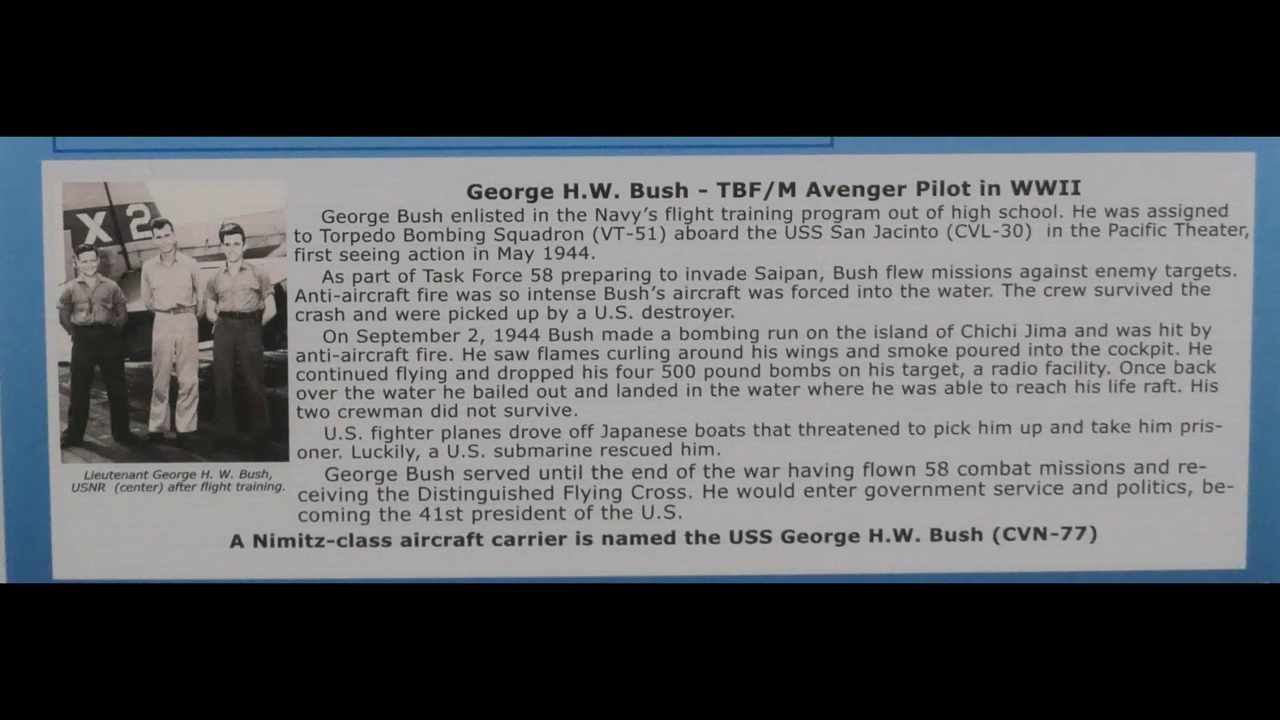 X 2
George H.W. Bush - TBF/M Avenger Pilot in WWII
George Bush enlisted in the Navy's flight training program out of high school. He was assigned
to Torpedo Bombing Squadron (VT-51) aboard the USS San Jacinto (CVL-30) in the Pacific Theater,
first seeing action in May 1944.
As part of Task Force 58 preparing to invade Saipan, Bush flew missions against enemy targets.
Anti-aircraft fire was so intense Bush's aircraft was forced into the water. The crew survived the
crash and were picked up by a U.S. destroyer.
On September 2, 1944 Bush made a bombing run on the island of Chichi Jima and was hit by
anti-aircraft fire. He saw flames curling around his wings and smoke poured into the cockpit. He
continued flying and dropped his four 500 pound bombs on his target, a radio facility. Once back
over the water he bailed out and landed in the water where he was able to reach his life raft. His
two crewman did not survive.
U.S. fighter planes drove off Japanese boats that threatened to pick him up and take him pris-
oner. Luckily, a U.S. submarine rescued him.
George Bush served until the end of the war having flown 58 combat missions and re-
ceiving the Distinguished Flying Cross. He would enter government service and politics, be-
coming the 41st president of the U.S.
A Nimitz-class aircraft carrier is named the USS George H.W. Bush (CVN-77)
Lieutenant George H. W. Bush,
USNR (center) after flight training.